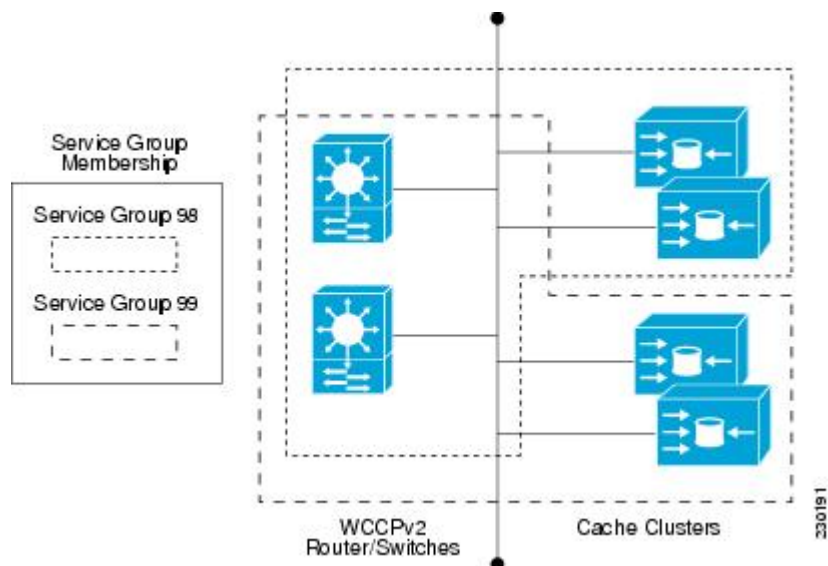 Service Group
Membership
Service Group 98
Service Group 99
WCCPv2
Router/Switches
Cache Clusters
230191